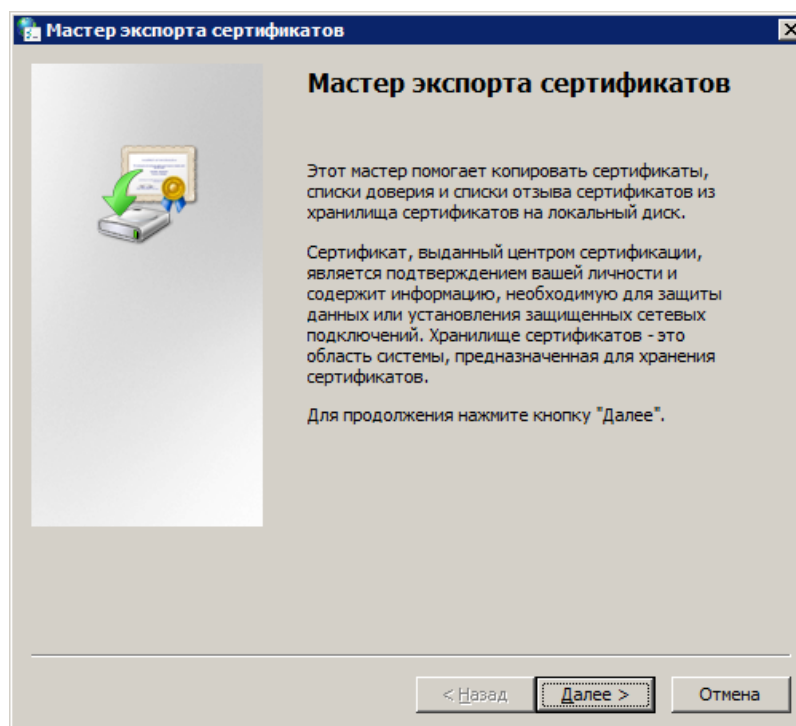 Мастер экспорта сертификатов
Мастер экспорта сертификатов
Этот мастер помогает копировать сертификаты,
списки доверия и списки отзыва сертификатов из
хранилища сертификатов на локальный диск.
Сертификат, выданный центром сертификации,
является подтверждением вашей личности и
содержит информацию, необходимую для защиты
данных или установления защищенных сетевых
подключений. Хранилище сертификатов - это
область системы, предназначенная для хранения
сертификатов.
Для продолжения нажмите кнопку "Далее".
< Назад Далее > Отмена